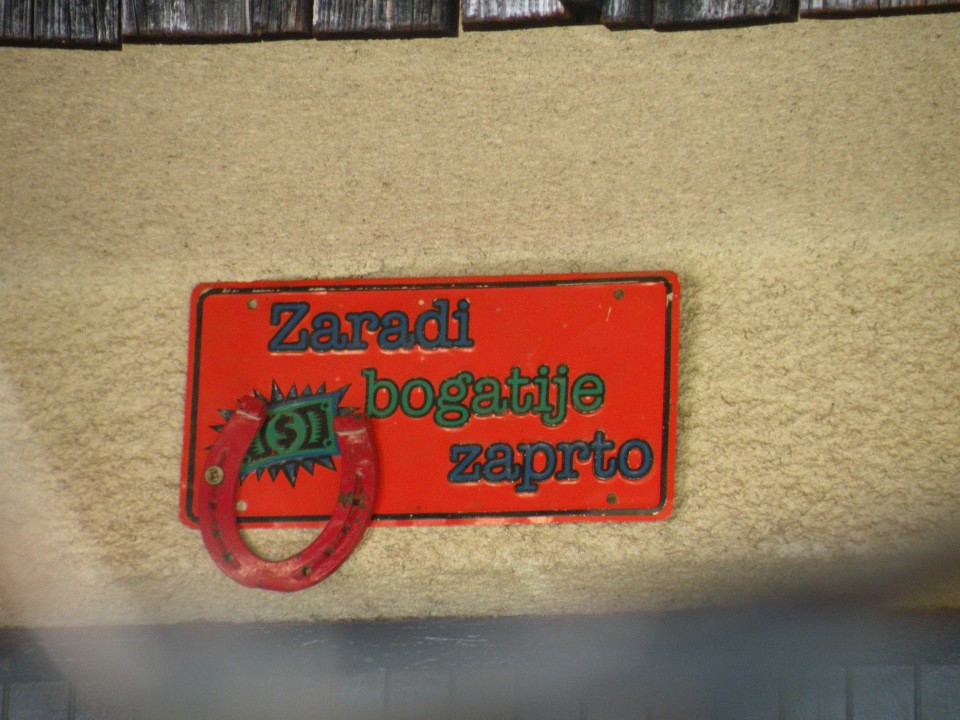 Zaradi
bogatije
zaprto
$